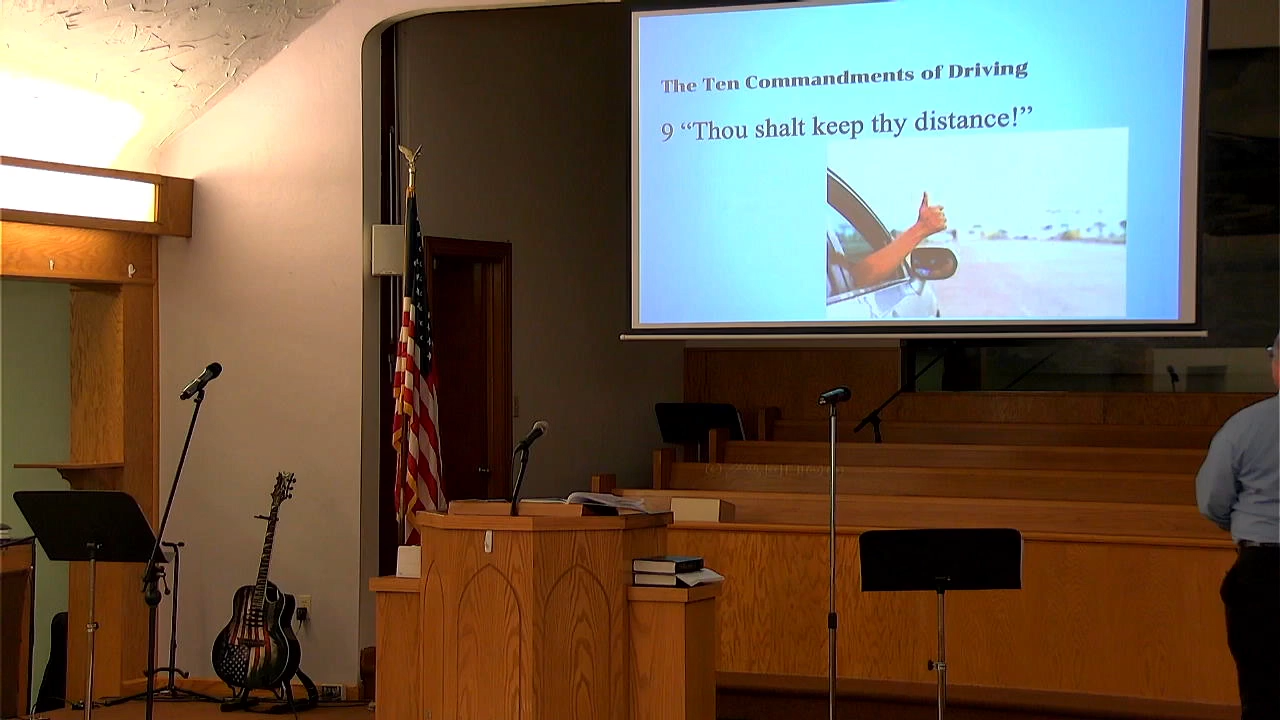 The Ten Commandments of Driving
9 “Thou shalt keep thy distance!”